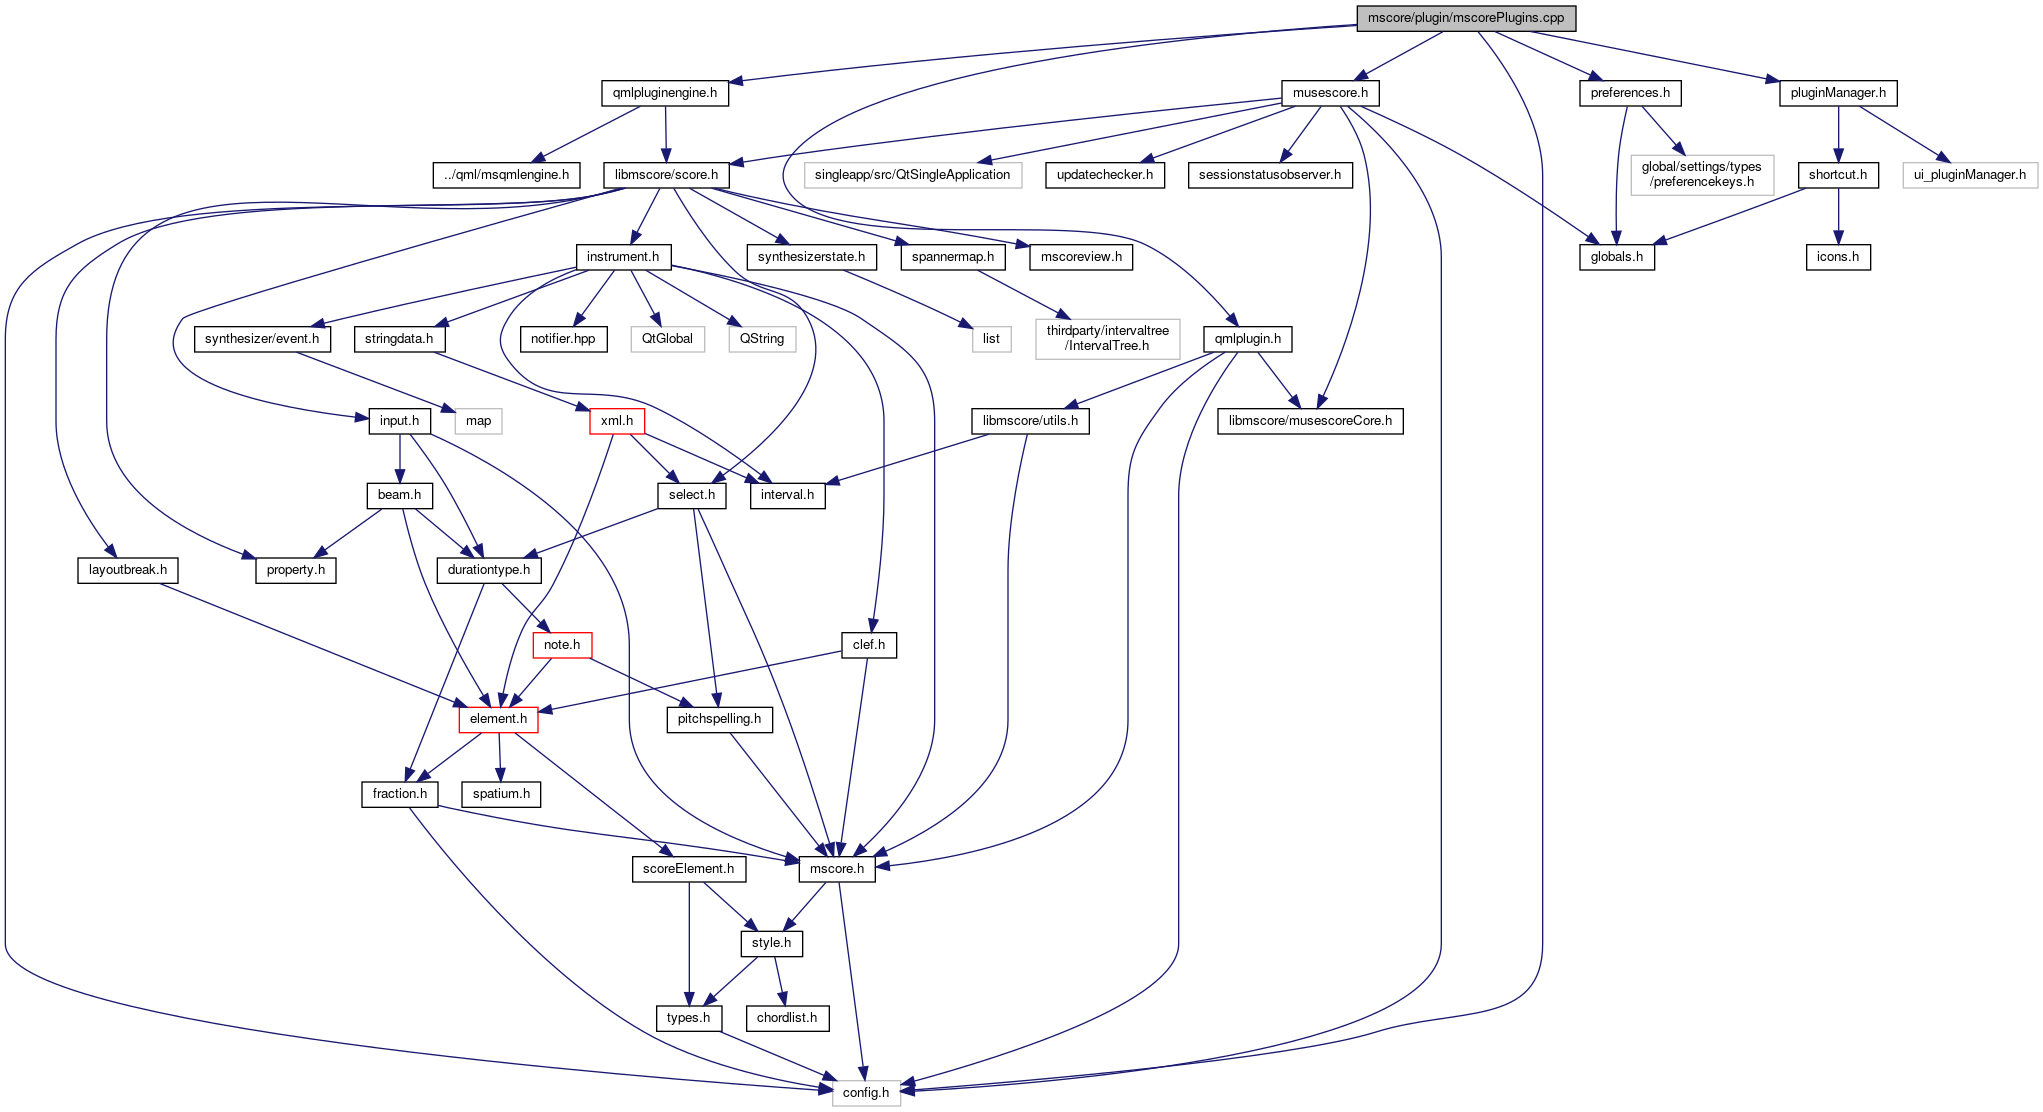 mscore/plugin/mscorePlugins.cpp
qmlpluginengine.h
musescore.h
preferences.h
pluginManager.h
../qml/msqmlengine.h
libmscore/score.h
singleapp/src/QtSingleApplication
updatechecker.h
sessionstatusobserver.h
global/settings/types
/preferencekeys.h
shortcut.h
ui_pluginManager.h
instrument.h
synthesizerstate.h
spannermap.h
mscoreview.h
globals.h
icons.h
synthesizer/event.h
stringdata.h
notifier.hpp
QtGlobal
QString
list
thirdparty/intervaltree
/IntervalTree.h
qmlplugin.h
input.h
map
xml.h
libmscore/utils.h
libmscore/musescoreCore.h
beam.h
select.h
interval.h
layoutbreak.h
property.h
durationtype.h
note.h
clef.h
element.h
pitchspelling.h
fraction.h
spatium.h
scoreElement.h
mscore.h
style.h
types.h
chordlist.h
config.h